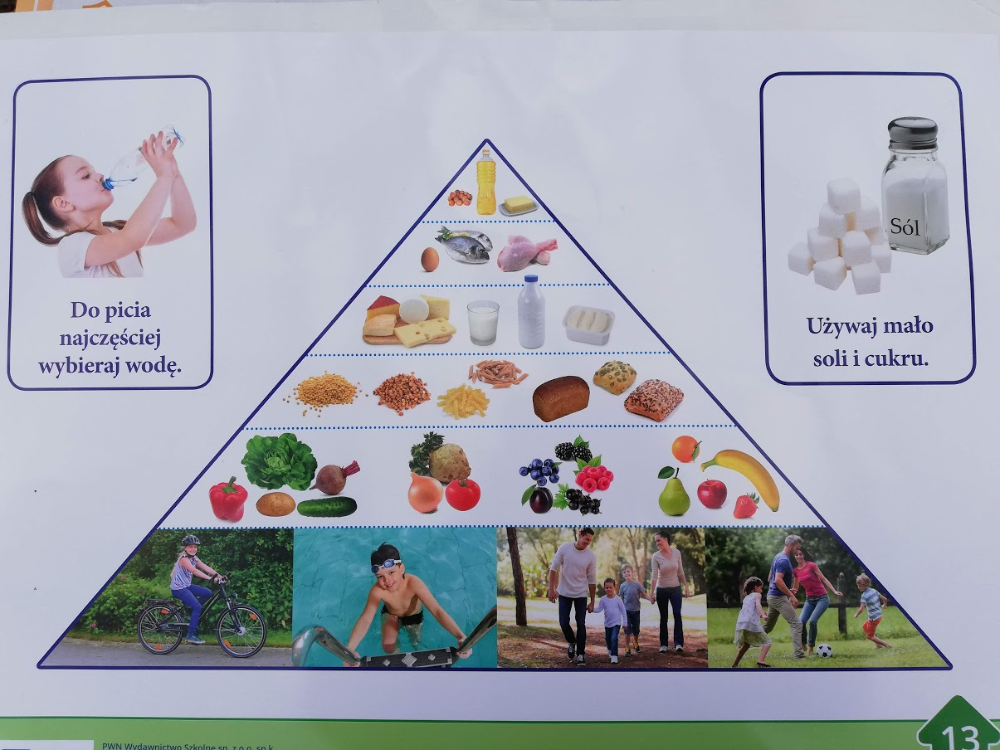 Do picia
najczęściej
wybieraj wodę.
Sól
Używaj mało
soli i cukru.
13
PWN Wydawnictwo Szkolne sp. z o.o. sp.k.